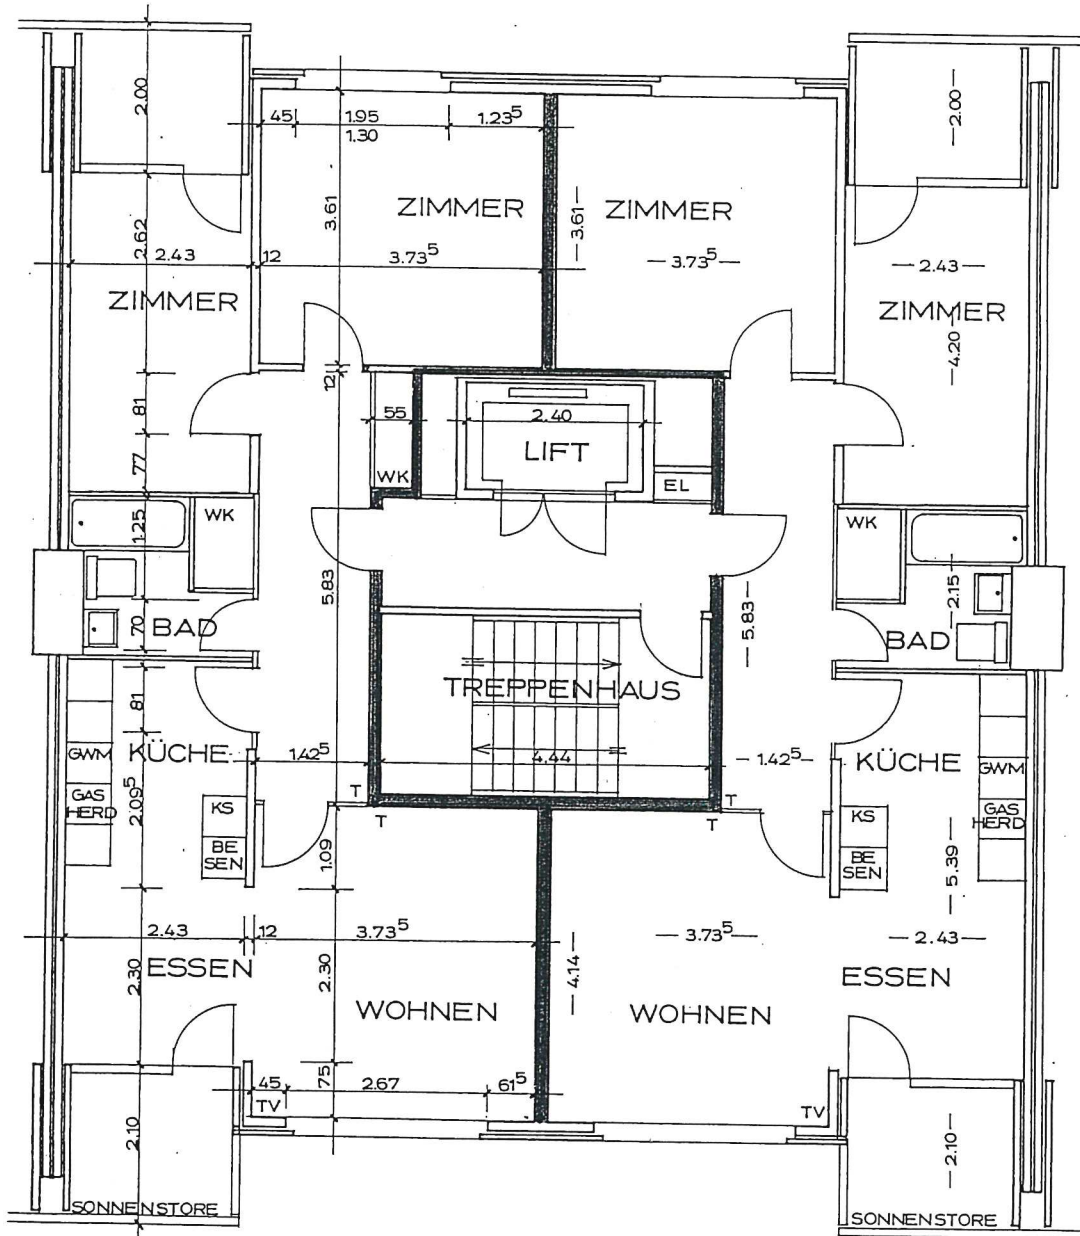 2.00
2.00
45
1.95
1.23⁵
1.30
3.61
ZIMMER
ZIMMER
3.61
2.62
2.43
12
3.73⁵
3.73⁵
2.43
ZIMMER
ZIMMER
4.20
12
81
55
2.40
LIFT
77
WK
EL
1.25
WK
WK
5.83
5.83
2.15
70
BAD
BAD
81
TREPPENHAUS
GWM
KÜCHE
1.42⁵
4.44
1.42⁵
KÜCHE
GWM
GAS
HERD
2.09⁵
KS
T
T
KS
GAS
HERD
T
T
BE
SEN
1.09
BE
SEN
5.39
2.43
12
3.73⁵
3.73⁵
2.43
2.30
ESSEN
2.30
4.14
ESSEN
WOHNEN
WOHNEN
75
45
2.67
61⁵
TV
TV
2.10
2.10
SONNENSTORE
SONNENSTORE